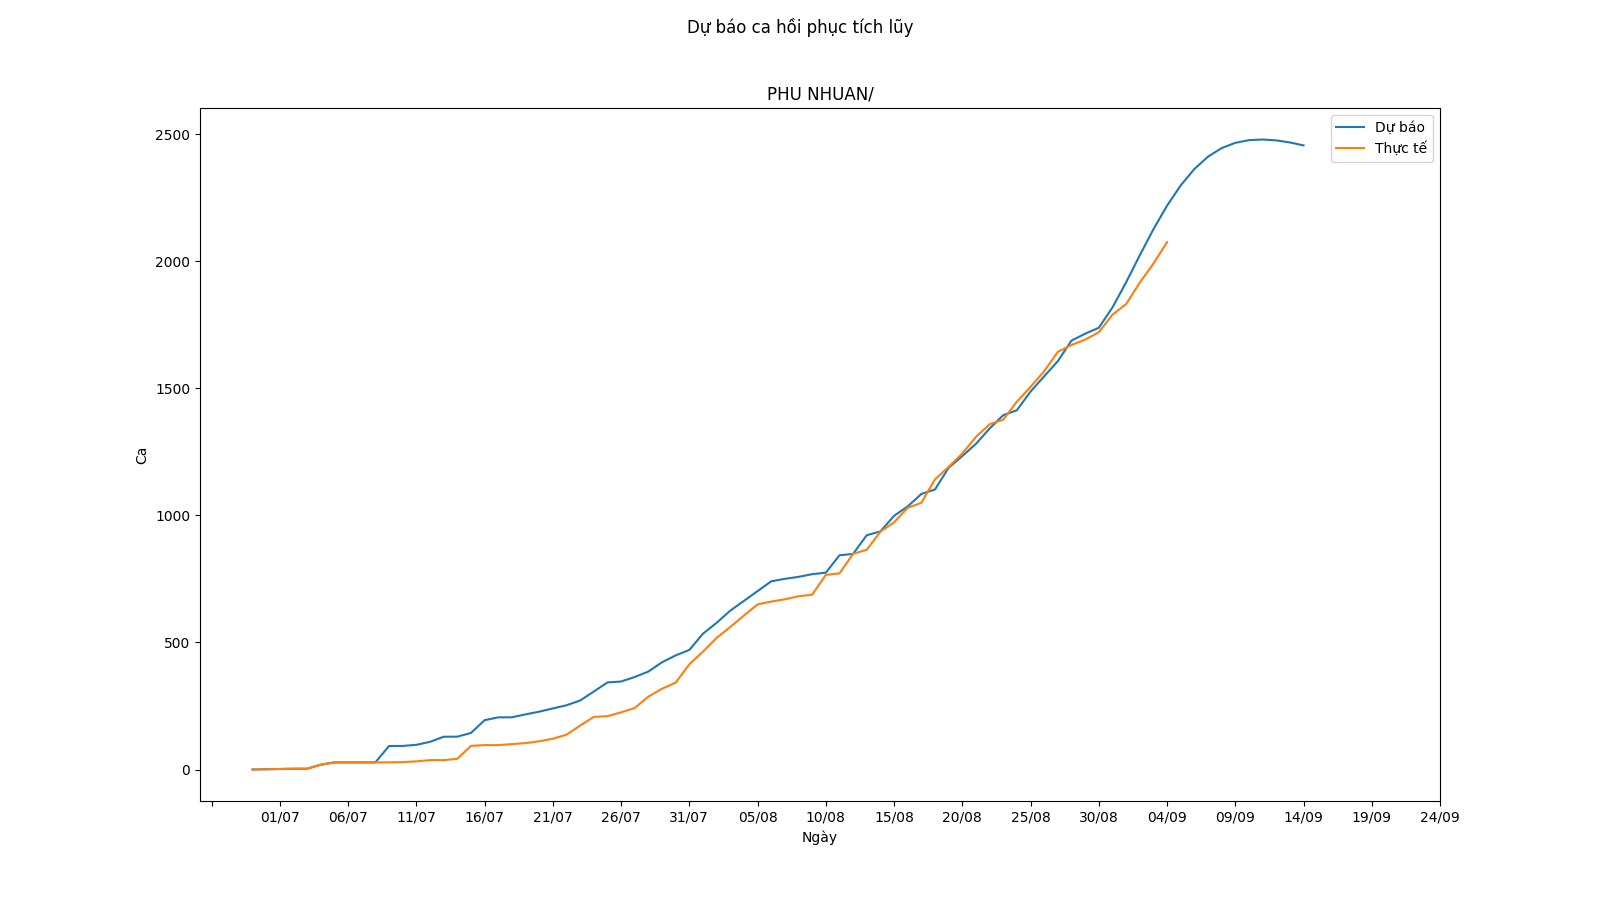 Dự báo ca hồi phục tích lũy
PHU NHUAN/
Dự báo
Thực tế
2500
2000
1500
1000
500
0
Ca
01/07 06/07 11/07 16/07 21/07 26/07 31/07 05/08 10/08 15/08 20/08 25/08 30/08 04/09 09/09 14/09 19/09 24/09
Ngày